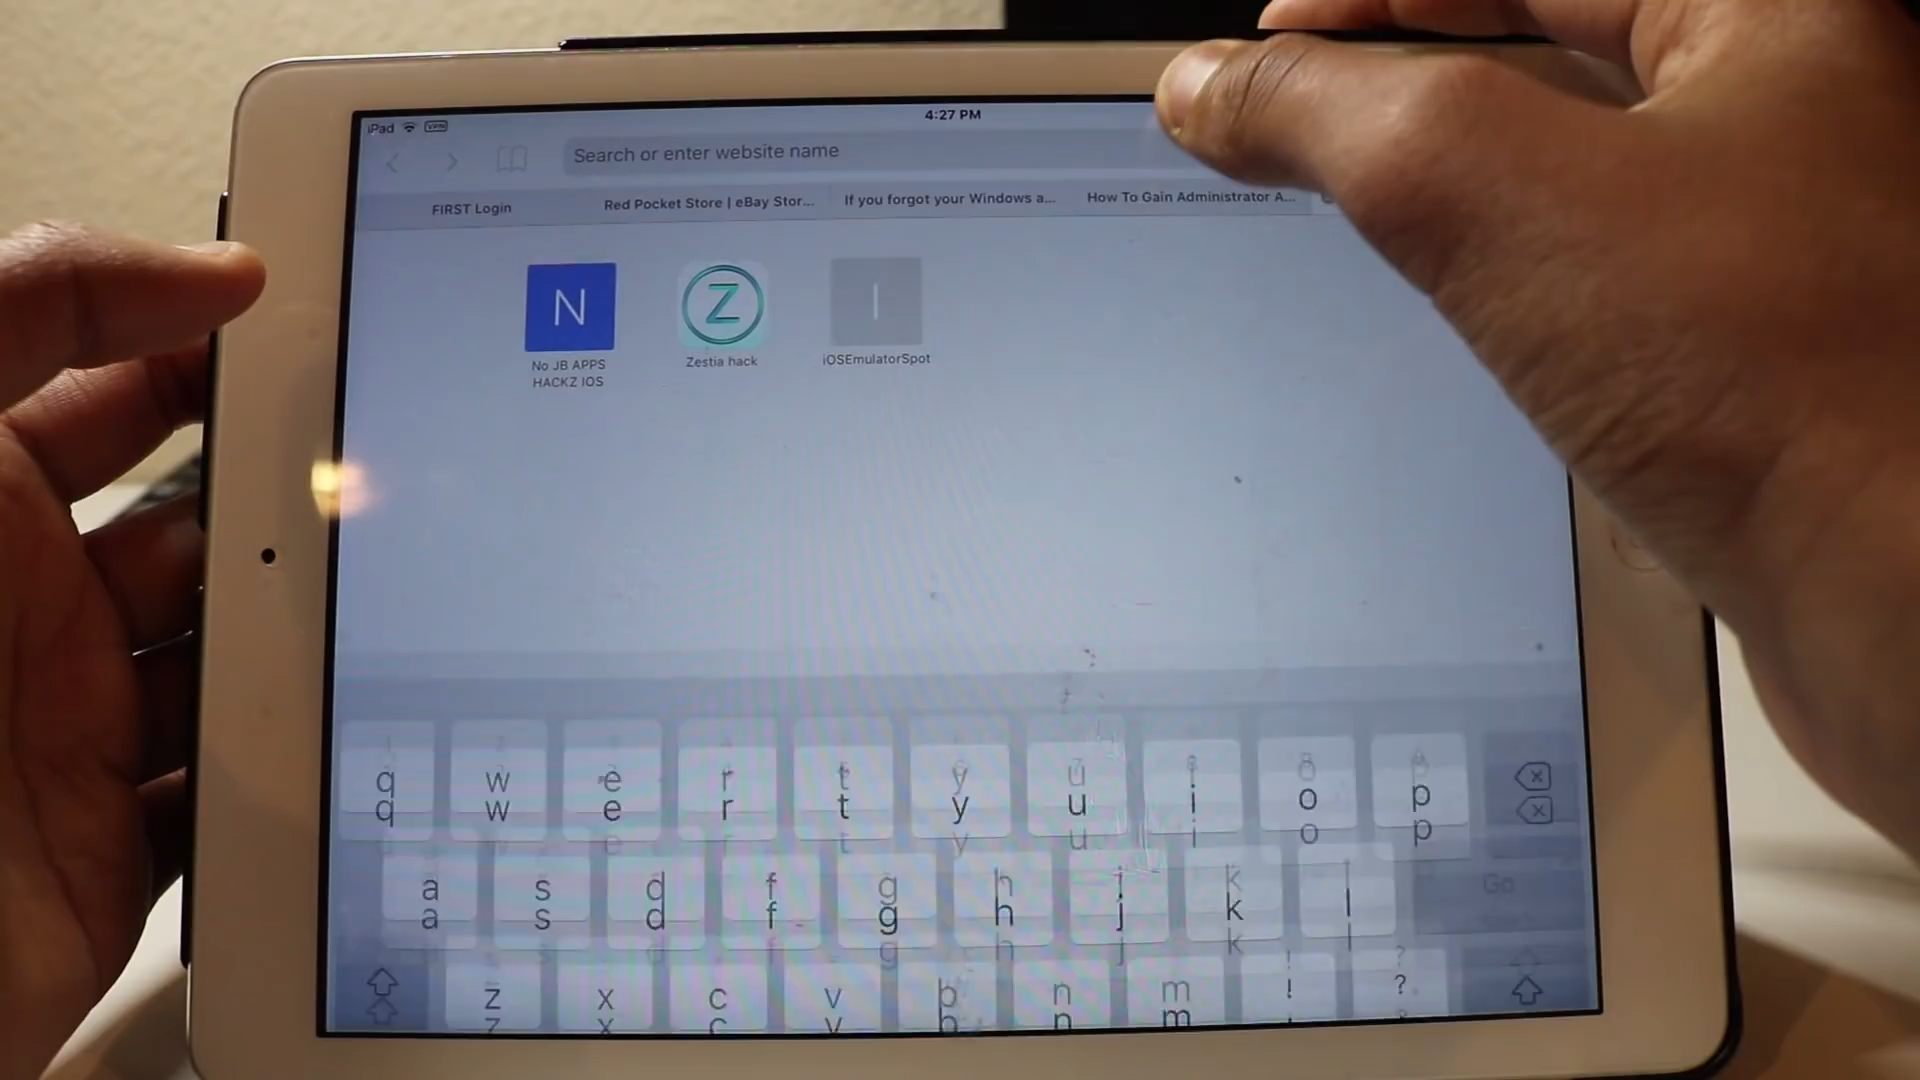 iPad VPN 4:27 PM
Search or enter website name
FIRST Login Red Pocket Store | eBay Stor... If you forgot your Windows a... How To Gain Administrator A...
N Z I
No JB APPS HACKZ IOS Zestia hack iOSEmulatorSpot
q w e r t y u i o p
a s d f g h j k l Go
z x c v b n m ! ?